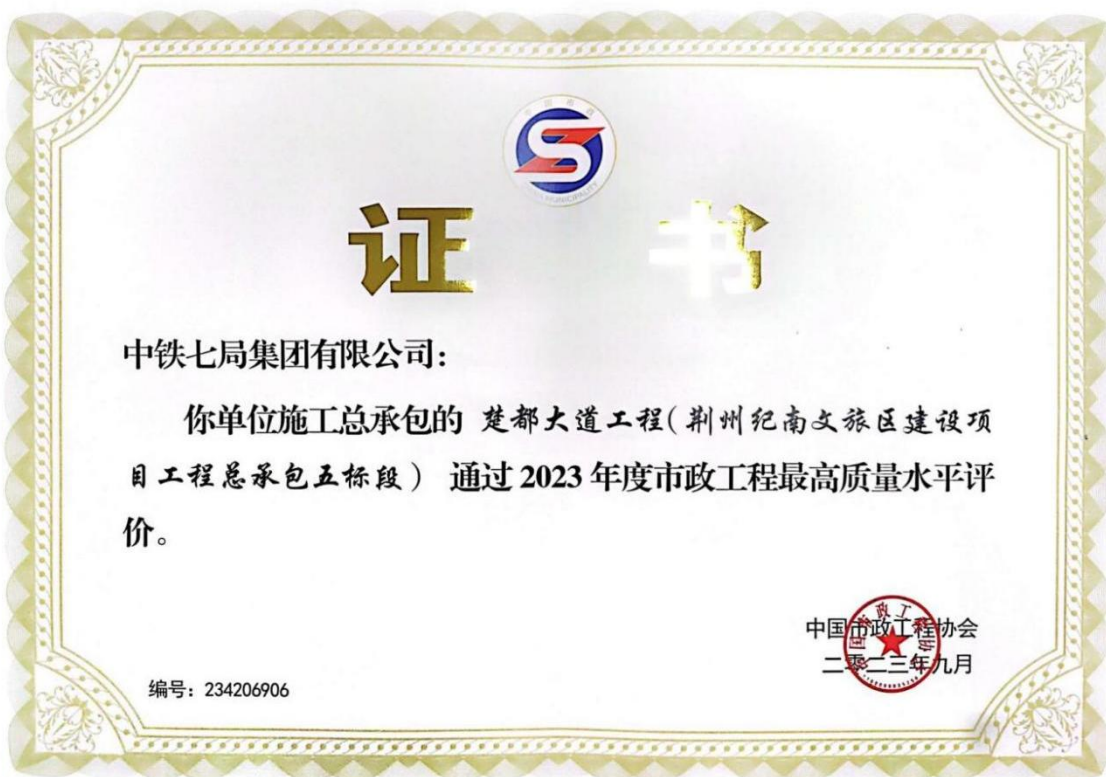 证 书
中铁七局集团有限公司：
你单位施工总承包的 楚都大道工程（荆州纪南文旅区建设项
目工程总承包五标段） 通过2023年度市政工程最高质量水平评
价。
中国市政工程协会
二零二三年九月
编号：234206906